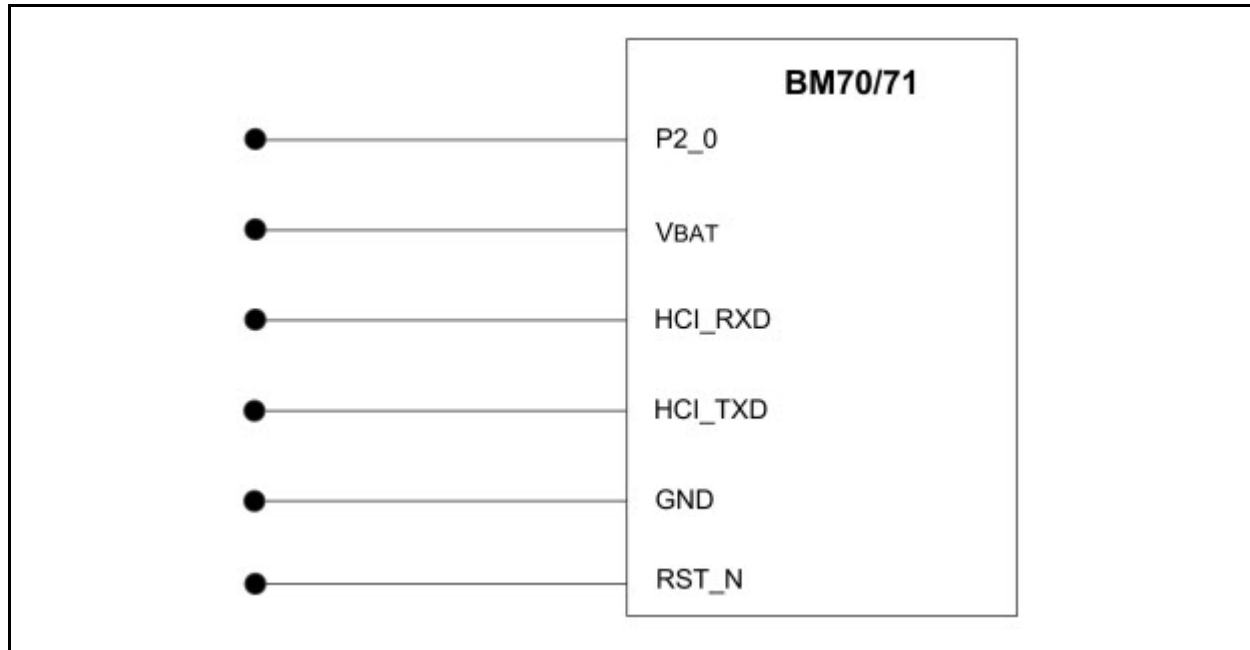 BM70/71
P2_0
VBAT
HCI_RXD
HCI_TXD
GND
RST_N